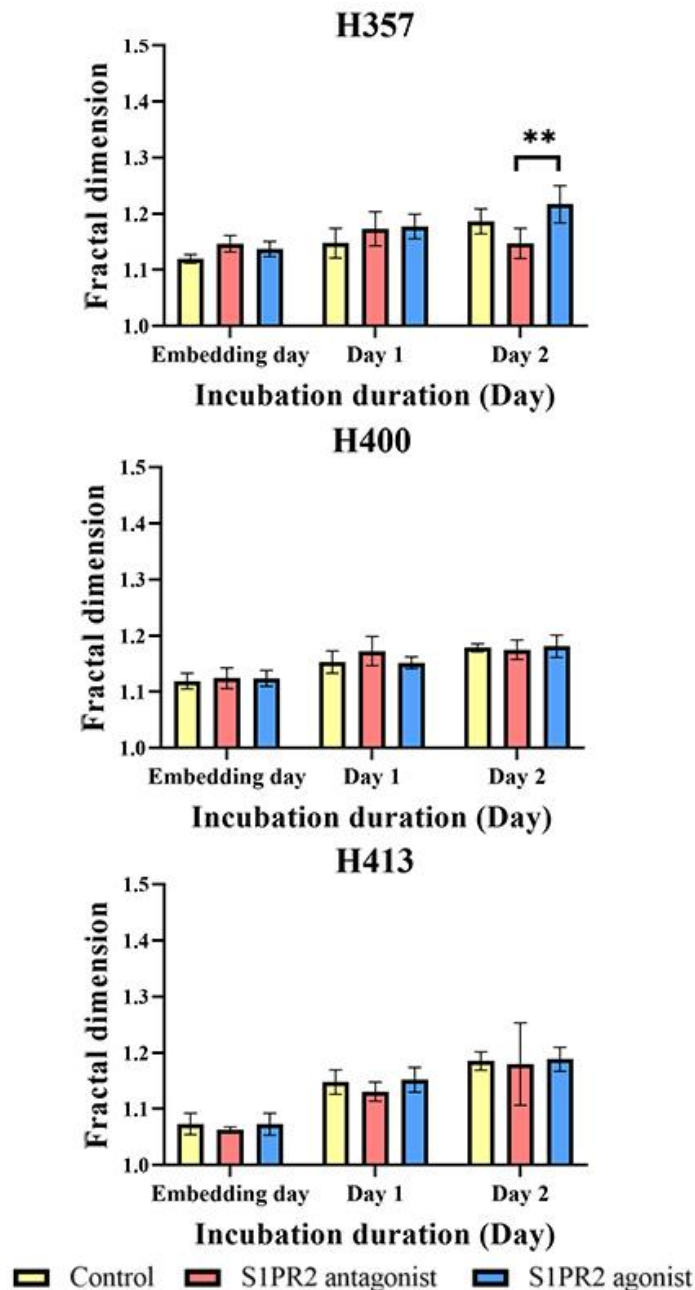 H357
Fractal dimension
1.5
1.4
1.3
1.2
1.1
1.0
**
Embedding day Day 1 Day 2
Incubation duration (Day)
H400
Fractal dimension
1.5
1.4
1.3
1.2
1.1
1.0
Embedding day Day 1 Day 2
Incubation duration (Day)
H413
Fractal dimension
1.5
1.4
1.3
1.2
1.1
1.0
Embedding day Day 1 Day 2
Incubation duration (Day)
Control S1PR2 antagonist S1PR2 agonist